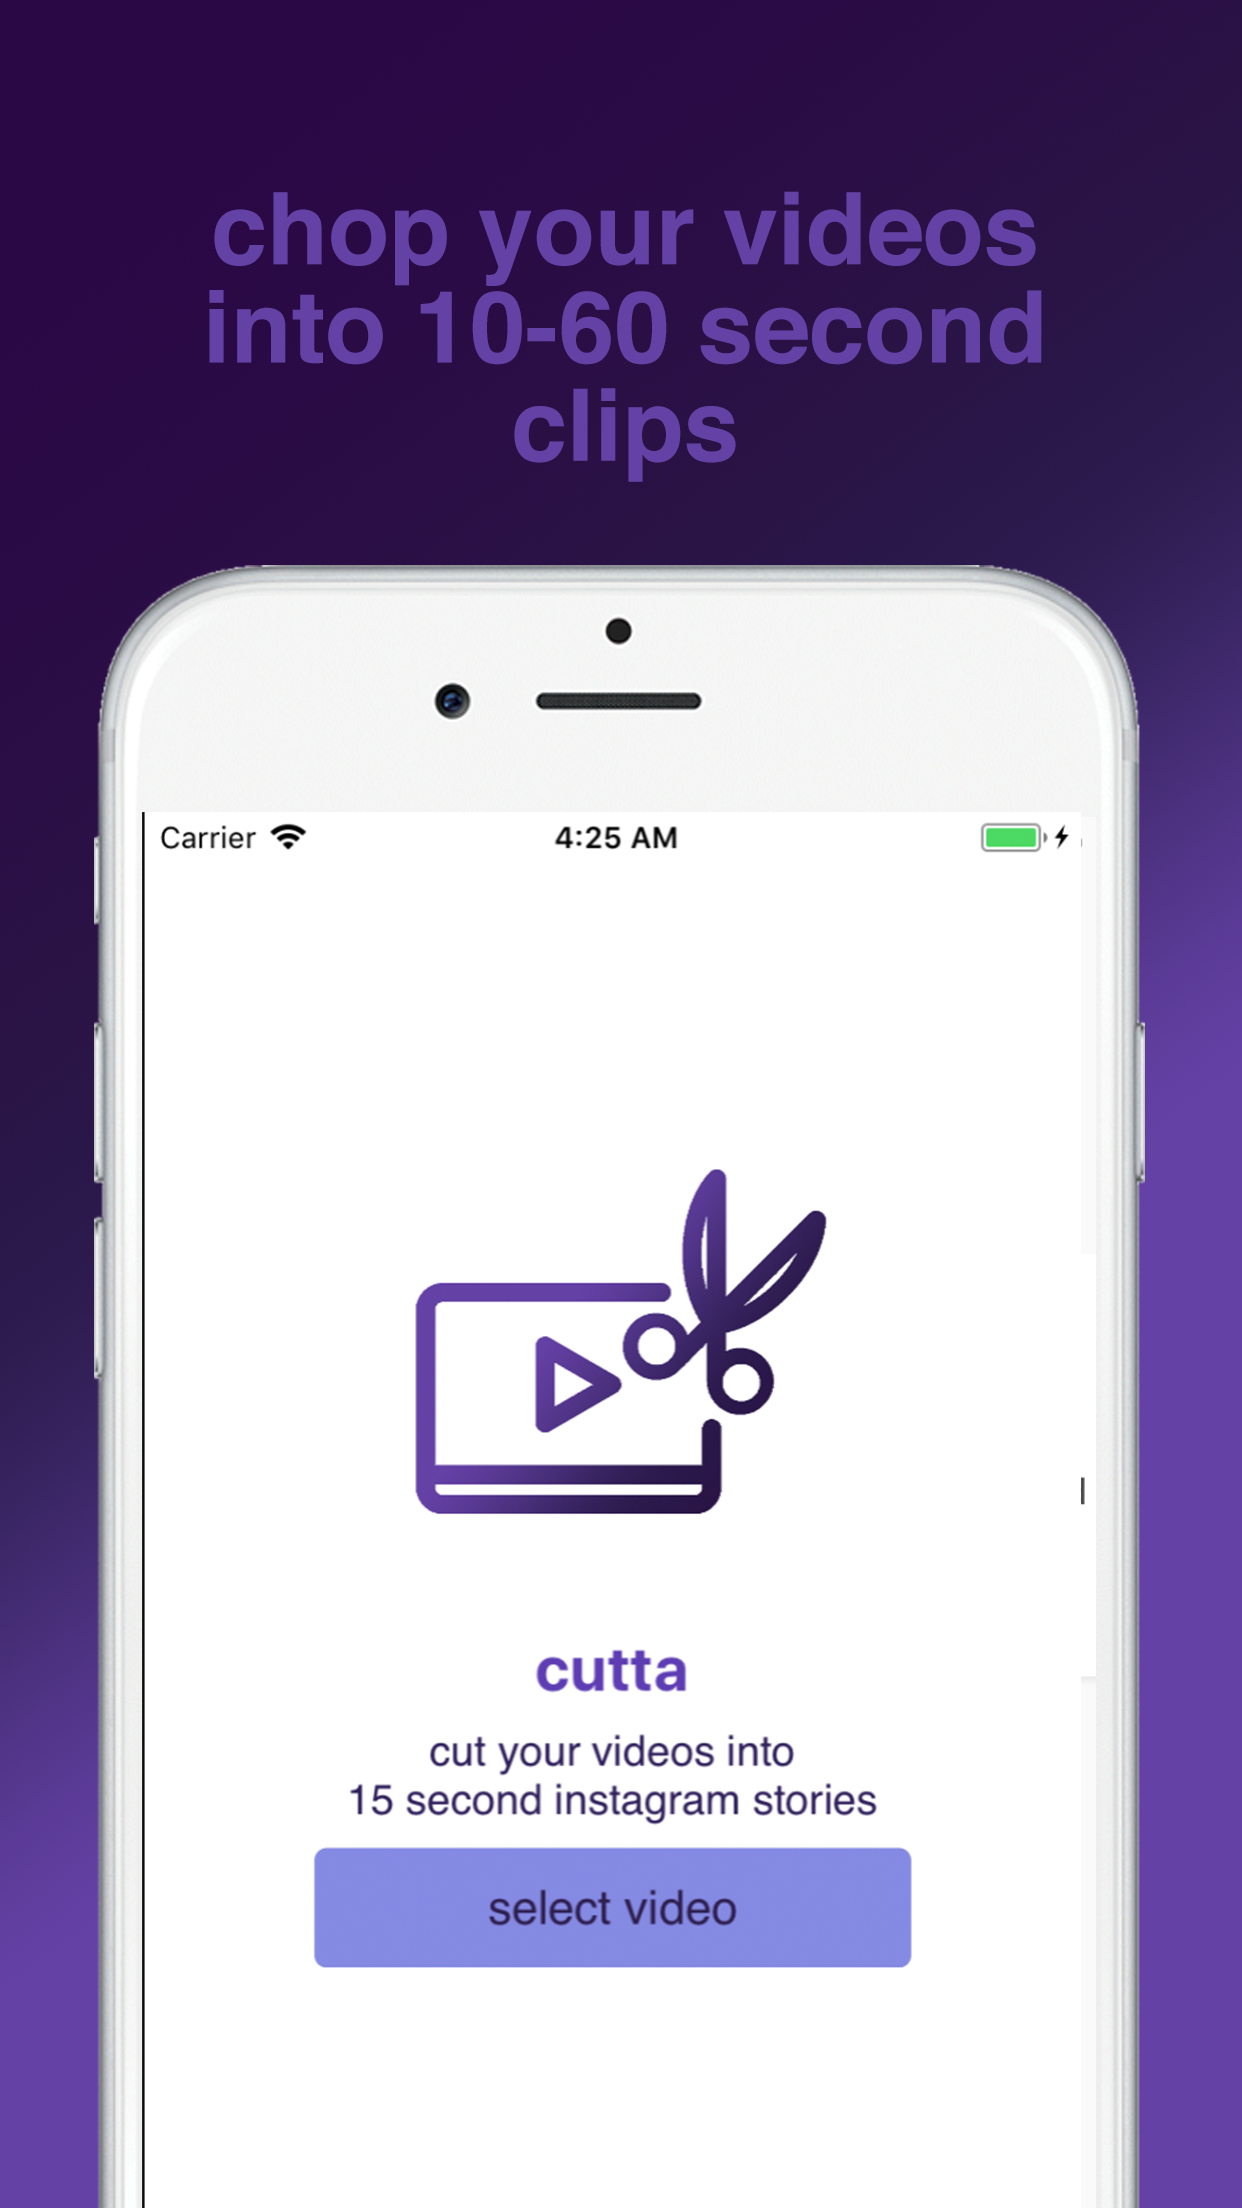 chop your videos
into 10-60 second
clips
Carrier 4:25 AM
cutta
cut your videos into
15 second instagram stories
select video